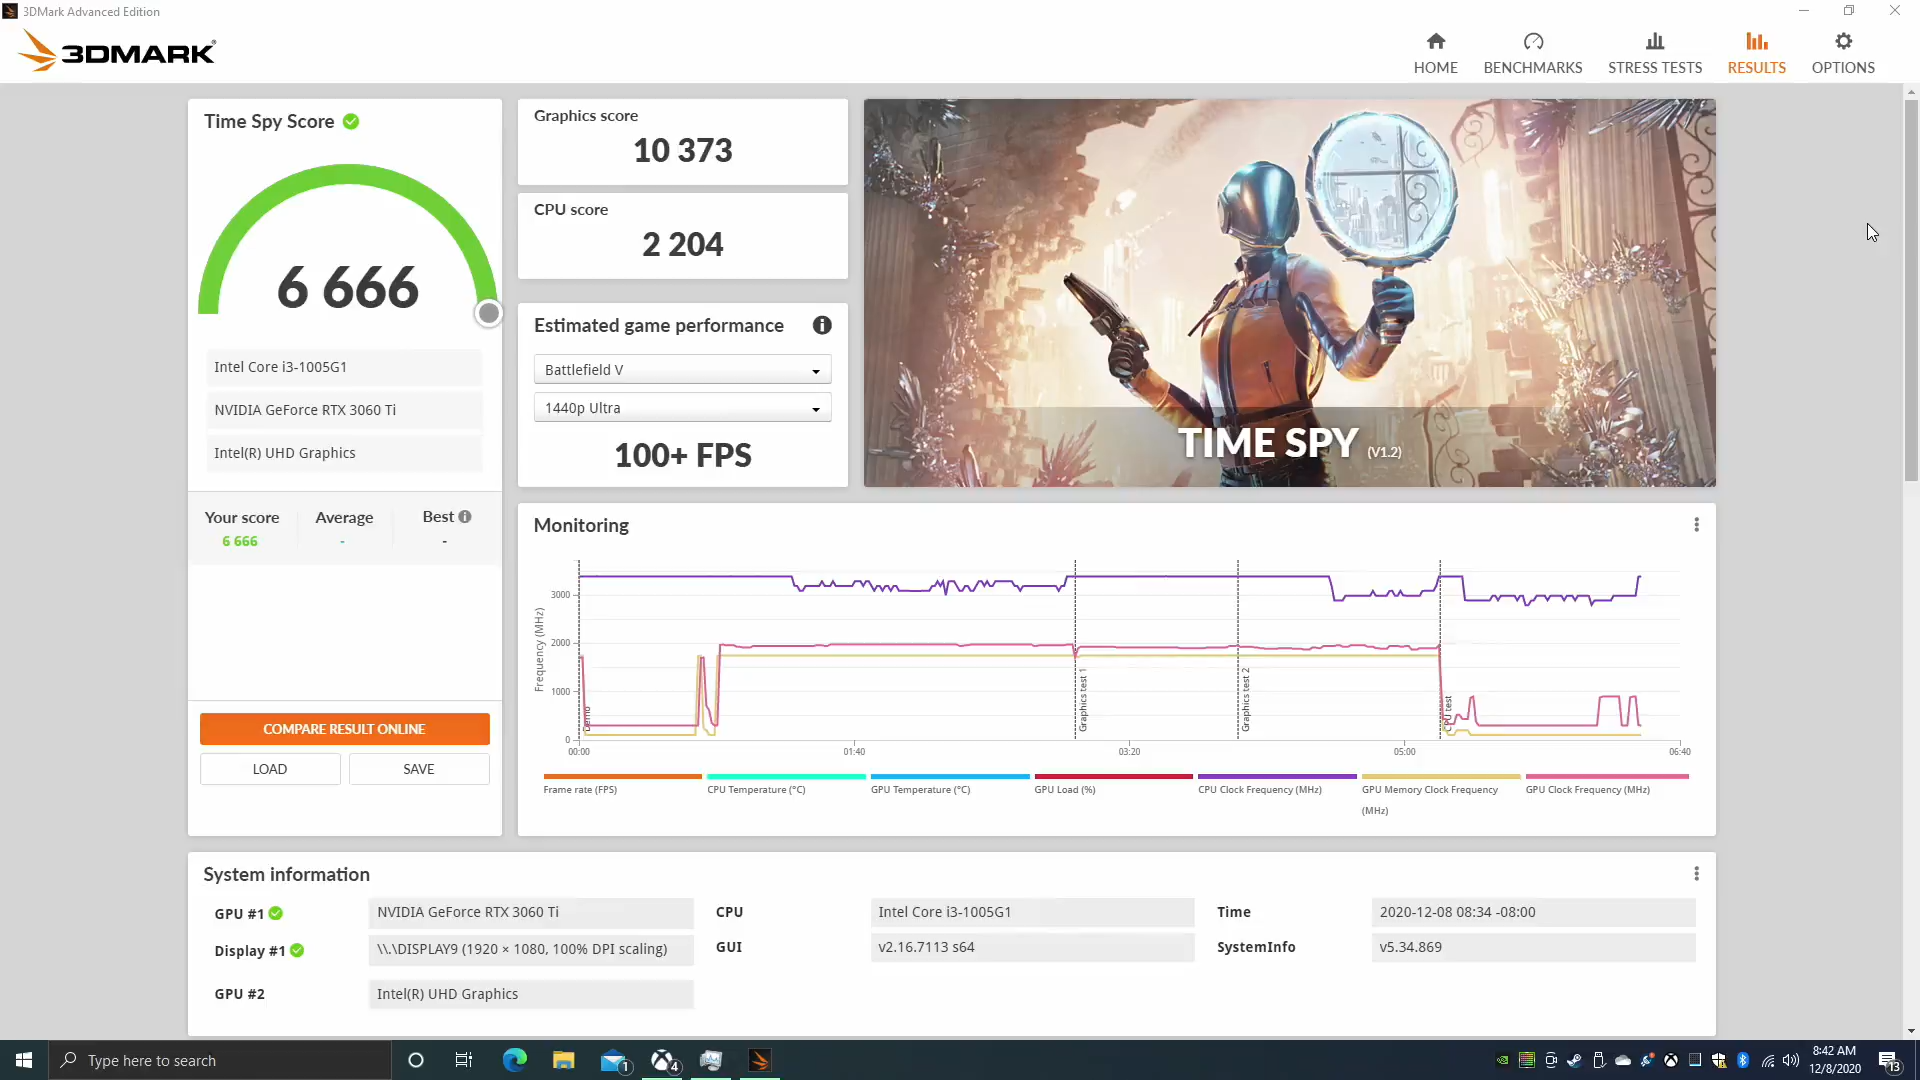 3DMark Advanced Edition
3DMARK
HOME
BENCHMARKS
STRESS TESTS
RESULTS
OPTIONS
Time Spy Score
6 666
Intel Core i3-1005G1
NVIDIA GeForce RTX 3060 Ti
Intel(R) UHD Graphics
Your score
Average
Best
6 666
-
-
COMPARE RESULT ONLINE
LOAD
SAVE
Graphics score
10 373
CPU score
2 204
Estimated game performance
Battlefield V
1440p Ultra
100+ FPS
TIME SPY (V1.2)
Monitoring
Frequency (MHz)
3000
2000
1000
0
Demo
Graphics test 1
Graphics test 2
CPU test
00:00
01:40
03:20
05:00
06:40
Frame rate (FPS)
CPU Temperature (°C)
GPU Temperature (°C)
GPU Load (%)
CPU Clock Frequency (MHz)
GPU Memory Clock Frequency
(MHz)
GPU Clock Frequency (MHz)
System information
GPU #1
NVIDIA GeForce RTX 3060 Ti
CPU
Intel Core i3-1005G1
Time
2020-12-08 08:34 -08:00
Display #1
\\.\DISPLAY9 (1920 × 1080, 100% DPI scaling)
GUI
v2.16.7113 s64
SystemInfo
v5.34.869
GPU #2
Intel(R) UHD Graphics
Type here to search
1
4
8:42 AM
12/8/2020
13